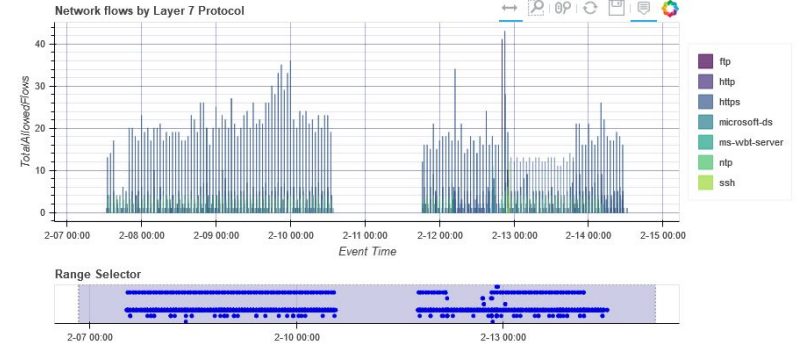 Network flows by Layer 7 Protocol
TotalAllowedFlows
40
30
20
10
0
2-07 00:00 2-08 00:00 2-09 00:00 2-10 00:00 2-11 00:00 2-12 00:00 2-13 00:00 2-14 00:00 2-15 00:00
Event Time
ftp
http
https
microsoft-ds
ms-wbt-server
ntp
ssh
Range Selector
2-07 00:00 2-10 00:00 2-13 00:00